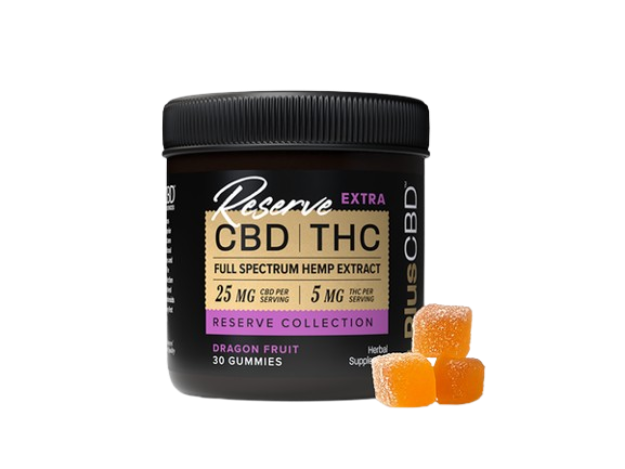 Reserve EXTRA
CBD | THC
FULL SPECTRUM HEMP EXTRACT
25 MG CBD PER SERVING | 5 MG THC PER SERVING
RESERVE COLLECTION
DRAGON FRUIT
30 GUMMIES
Herbal
PlusCBD™